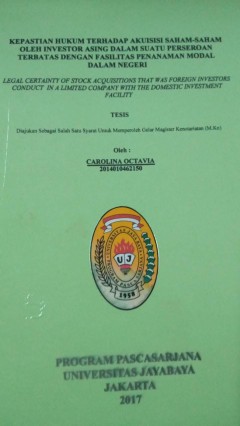 KEPASTIAN HUKUM TERHADAP AKUISISI SAHAM-SAHAM
OLEH INVESTOR ASING DALAM SUATU PERSEROAN
TERBATAS DENGAN FASILITAS PENANAMAN MODAL
DALAM NEGERI
LEGAL CERTAINTY OF STOCK ACQUISITIONS THAT WAS FOREIGN INVESTORS
CONDUCT IN A LIMITED COMPANY WITH THE DOMESTIC INVESTMENT
FACILITY
TESIS
Diajukan Sebagai Salah Satu Syarat Untuk Memperoleh Gelar Magister Kenotariatan (M.Kn)
Oleh :
CAROLINA OCTAVIA
2014010462150
UJ
1958
PROGRAM PASCASARJANA
UNIVERSITAS JAYABAYA
JAKARTA
2017